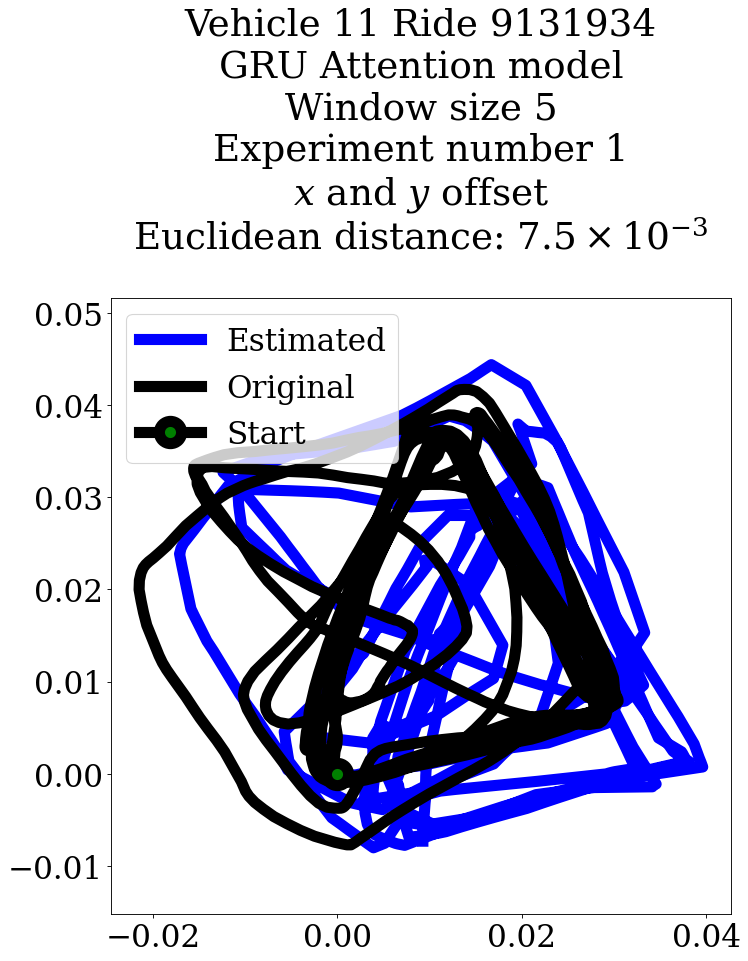 Vehicle 11 Ride 9131934
GRU Attention model
Window size 5
Experiment number 1
x and y offset
Euclidean distance: 7.5 × 10⁻³
0.05
0.04
0.03
0.02
0.01
0.00
−0.01
Estimated
Original
Start
−0.02
0.00
0.02
0.04